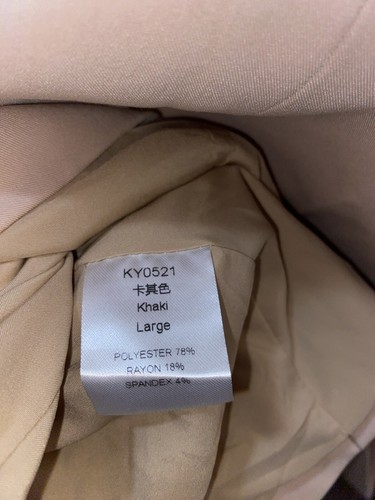 KY0521
卡其色
Khaki
Large
POLYESTER 78%
RAYON 18%
SPANDEX 4%